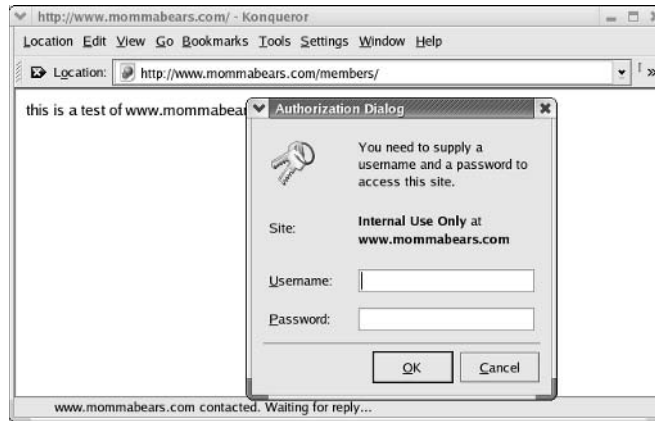 http://www.mommabears.com/ - Konqueror
Location Edit View Go Bookmarks Tools Settings Window Help
Location: http://www.mommabears.com/members/
this is a test of www.mommabear
Authorization Dialog
You need to supply a
username and a password to
access this site.
Site:
Internal Use Only at
www.mommabears.com
Username:
Password:
OK Cancel
www.mommabears.com contacted. Waiting for reply...